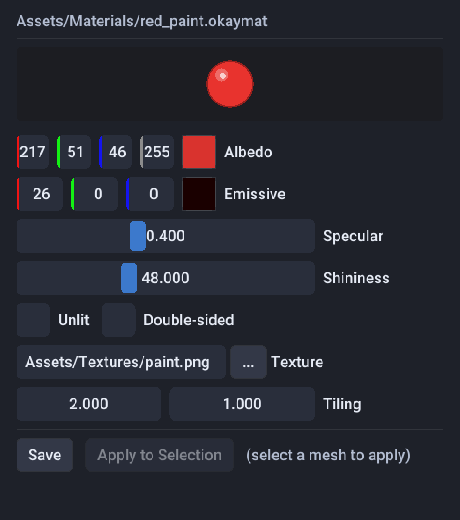 Assets/Materials/red_paint.okaymat
217 51 46 255 Albedo
26 0 0 Emissive
0.400 Specular
48.000 Shininess
Unlit Double-sided
Assets/Textures/paint.png ... Texture
2.000 1.000 Tiling
Save Apply to Selection (select a mesh to apply)